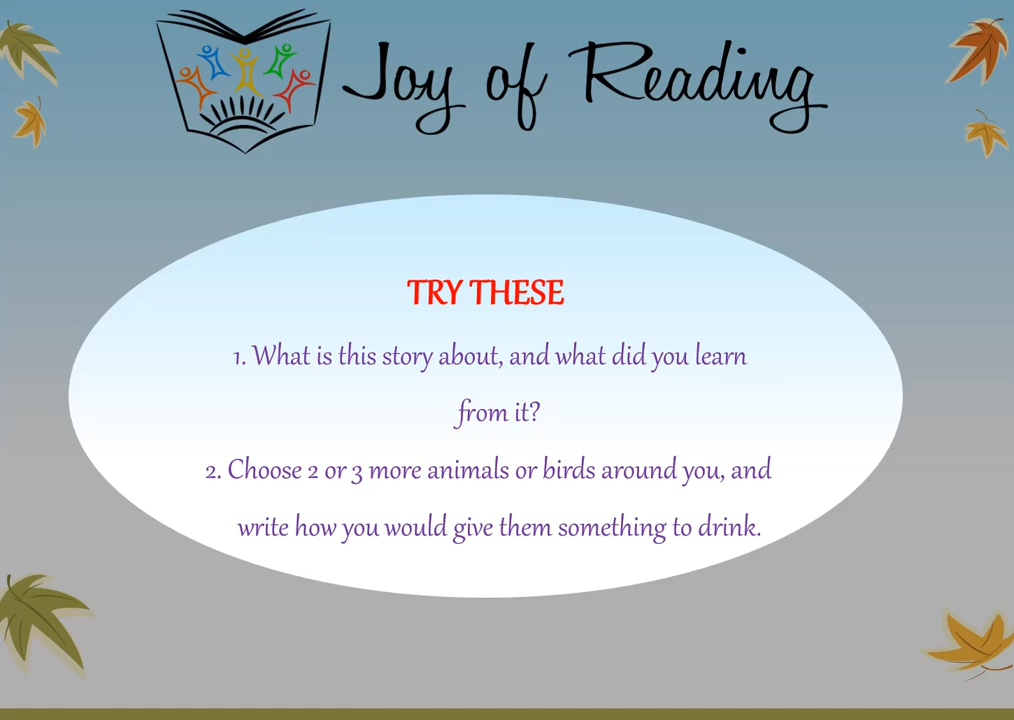 Joy of Reading
TRY THESE
1. What is this story about, and what did you learn
from it?
2. Choose 2 or 3 more animals or birds around you, and
write how you would give them something to drink.